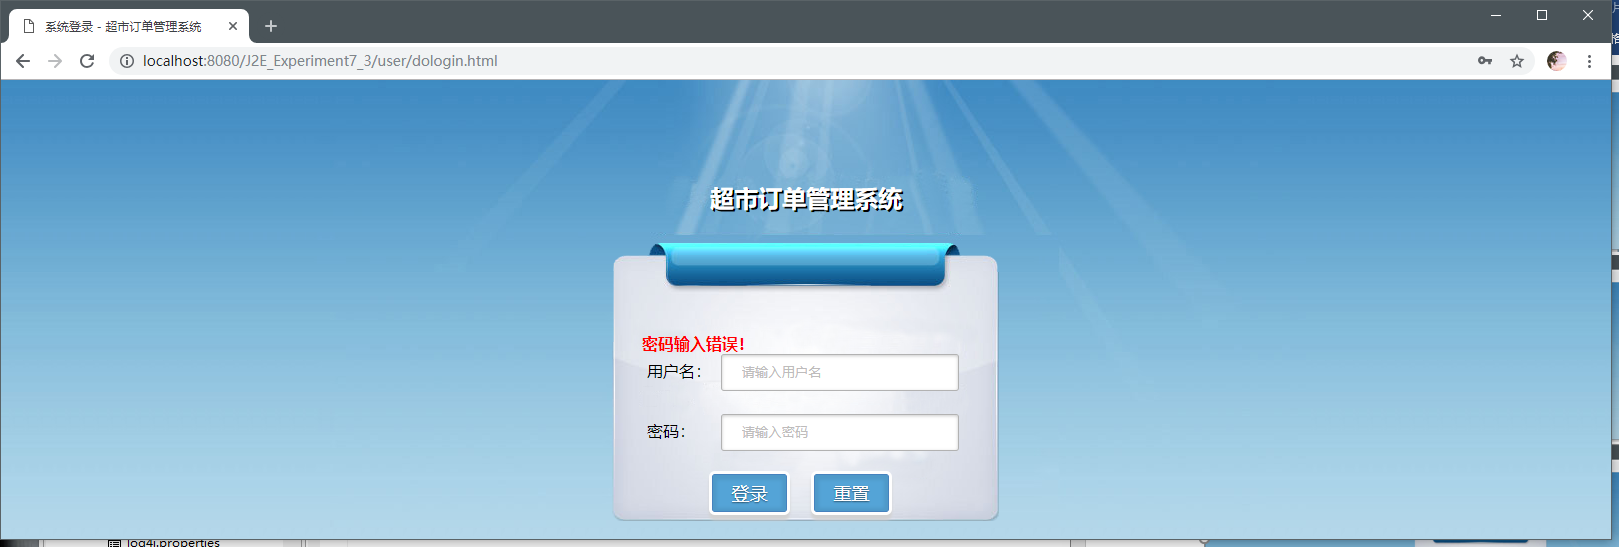 系统登录 - 超市订单管理系统
localhost:8080/J2E_Experiment7_3/user/dologin.html
超市订单管理系统
密码输入错误!
用户名: 请输入用户名
密码: 请输入密码
登录 重置
log4j.properties